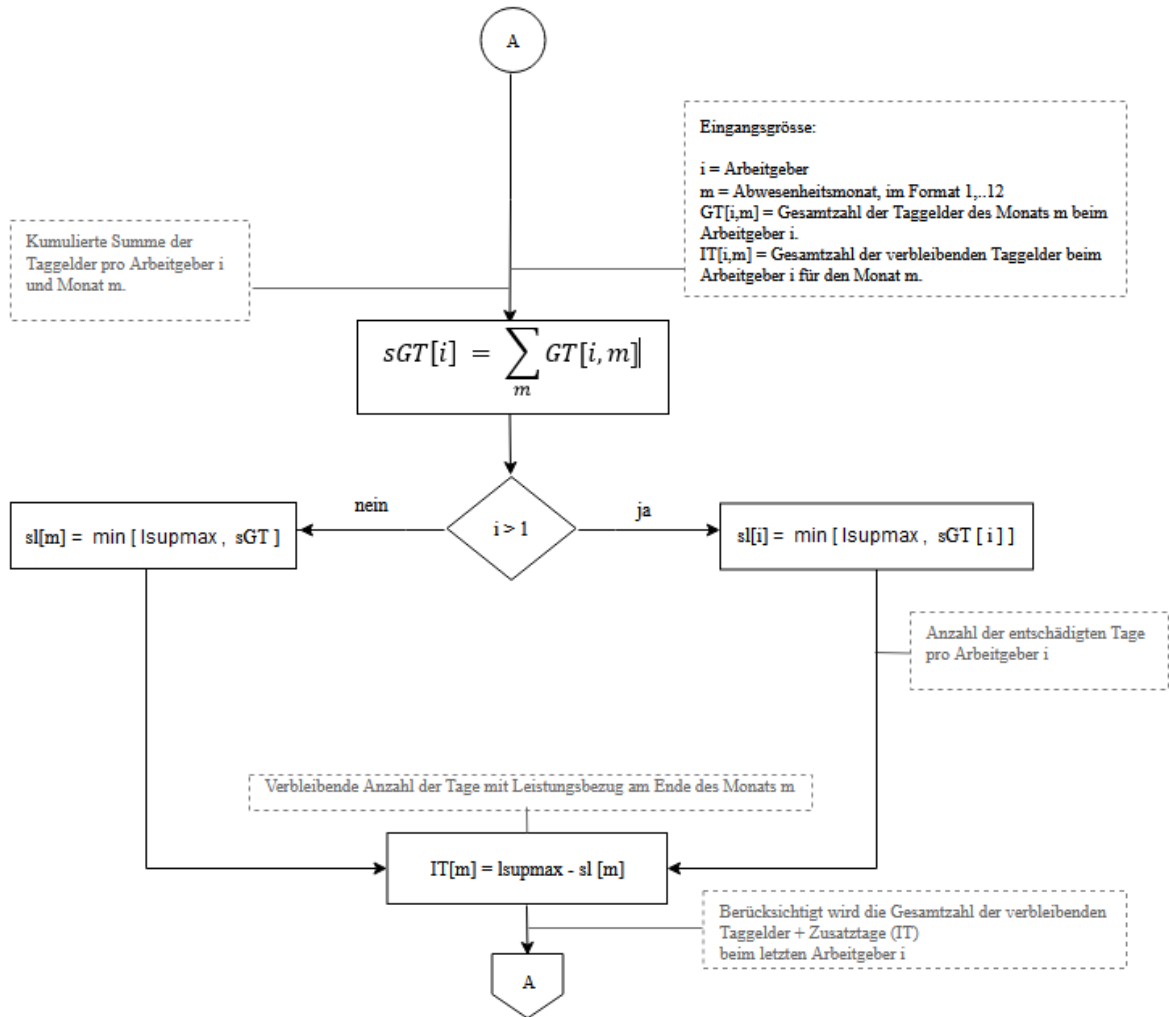 A
Eingangsgrösse:
i = Arbeitgeber
m = Abwesenheitsmonat, im Format 1,..12
GT[i,m] = Gesamtzahl der Taggelder des Monats m beim
Arbeitgeber i.
IT[i,m] = Gesamtzahl der verbleibenden Taggelder beim
Arbeitgeber i für den Monat m.
Kumulierte Summe der
Taggelder pro Arbeitgeber i
und Monat m.
sGT[i] = ∑ GT[i,m]
m
nein
i > 1
ja
sl[m] = min [ lsupmax , sGT ]
sl[i] = min [ lsupmax , sGT [ i ] ]
Anzahl der entschädigten Tage
pro Arbeitgeber i
Verbleibende Anzahl der Tage mit Leistungsbezug am Ende des Monats m
IT[m] = lsupmax - sl [m]
Berücksichtigt wird die Gesamtzahl der verbleibenden
Taggelder + Zusatztage (IT)
beim letzten Arbeitgeber i
A